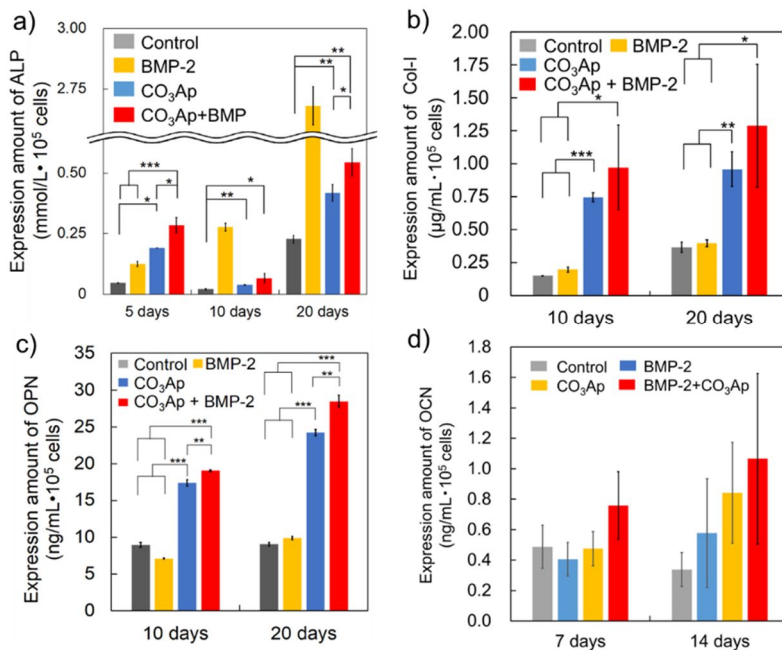 a)
Expression amount of ALP
(mmol/L•10⁵ cells)
3.00
2.75
0.50
0.25
0
Control
BMP-2
CO₃Ap
CO₃Ap+BMP
***
*
*
**
*
**
**
*
5 days
10 days
20 days
b)
Expression amount of Col-I
(μg/mL•10⁵ cells)
2.00
1.75
1.50
1.25
1.00
0.75
0.50
0.25
0
Control
BMP-2
CO₃Ap
CO₃Ap + BMP-2
*
***
*
**
10 days
20 days
c)
Expression amount of OPN
(ng/mL•10⁵ cells)
35
30
25
20
15
10
5
0
Control
BMP-2
CO₃Ap
CO₃Ap + BMP-2
***
**
***
***
**
***
10 days
20 days
d)
Expression amount of OCN
(ng/mL•10⁵ cells)
1.8
1.6
1.4
1.2
1.0
0.8
0.6
0.4
0.2
0.0
Control
BMP-2
CO₃Ap
BMP-2+CO₃Ap
7 days
14 days